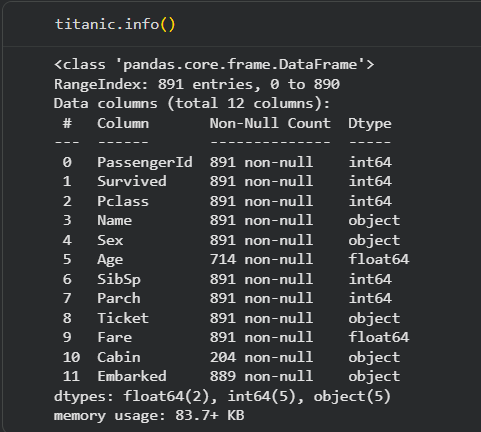 titanic.info()
<class 'pandas.core.frame.DataFrame'>
RangeIndex: 891 entries, 0 to 890
Data columns (total 12 columns):
 #   Column       Non-Null Count  Dtype
---  ------       --------------  -----
 0   PassengerId  891 non-null    int64
 1   Survived     891 non-null    int64
 2   Pclass       891 non-null    int64
 3   Name         891 non-null    object
 4   Sex          891 non-null    object
 5   Age          714 non-null    float64
 6   SibSp        891 non-null    int64
 7   Parch        891 non-null    int64
 8   Ticket       891 non-null    object
 9   Fare         891 non-null    float64
 10  Cabin        204 non-null    object
 11  Embarked     889 non-null    object
dtypes: float64(2), int64(5), object(5)
memory usage: 83.7+ KB